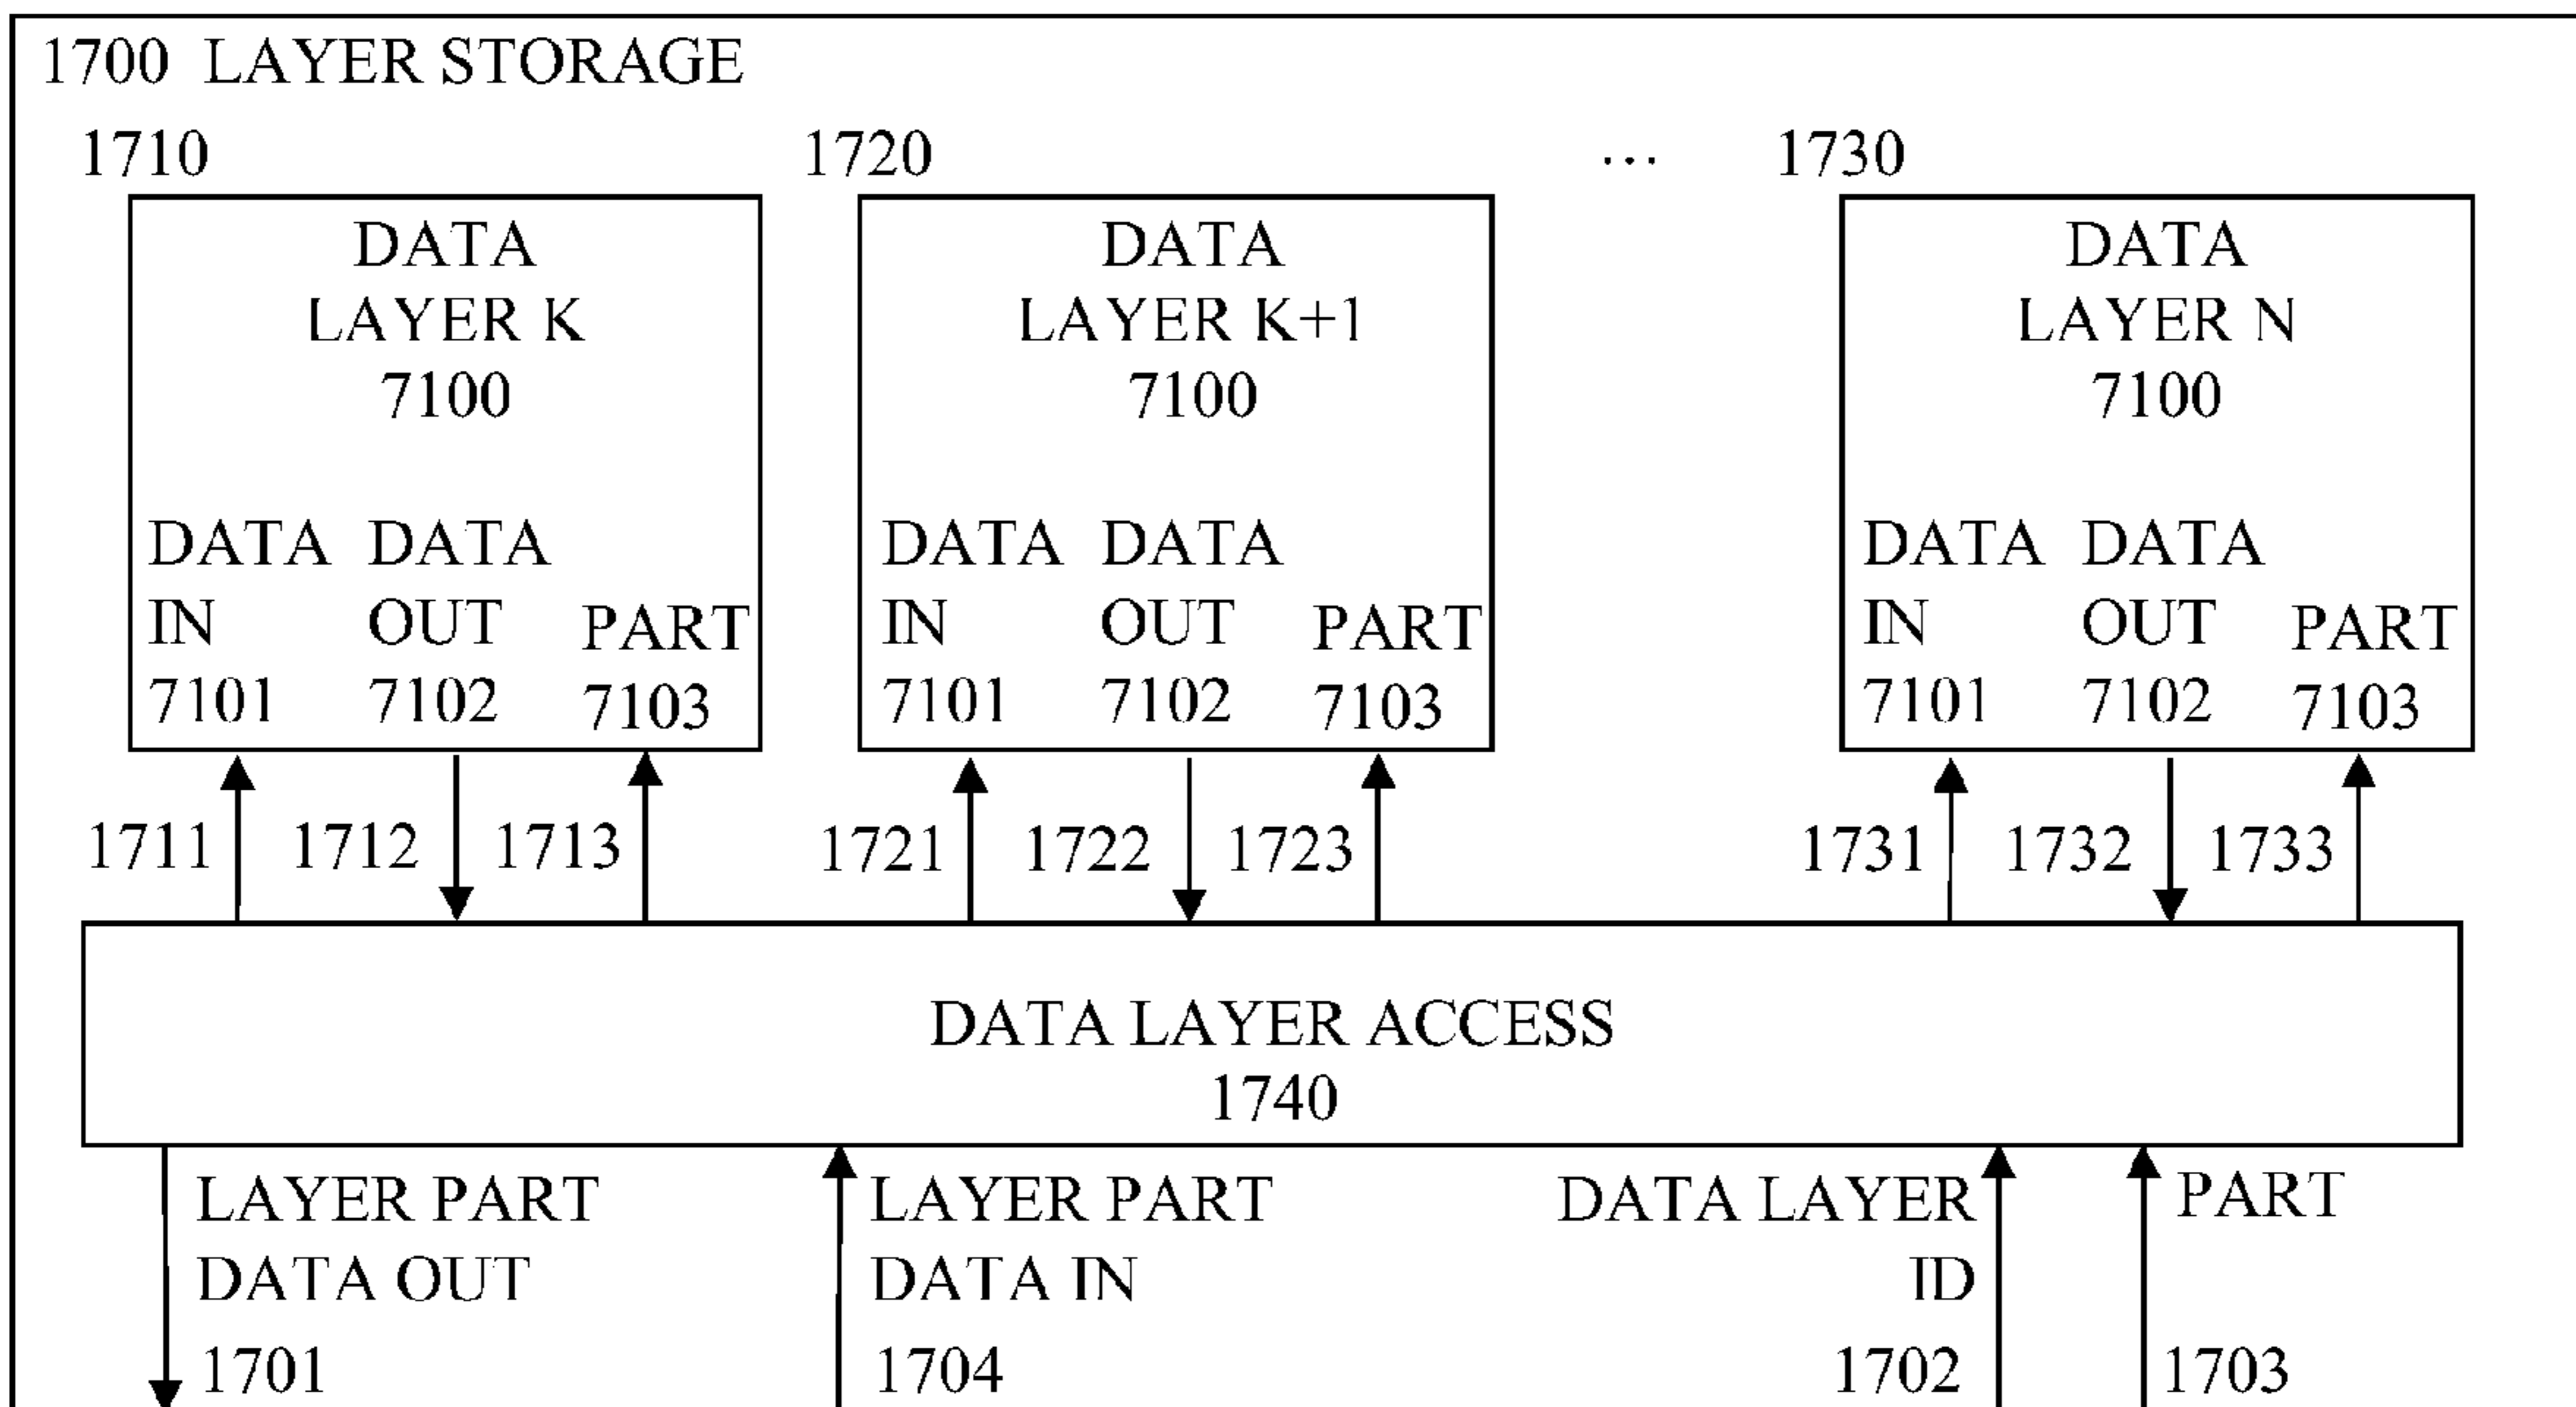 1700 LAYER STORAGE
1710 1720 ... 1730
DATA
LAYER K
7100
DATA IN 7101
DATA OUT 7102
PART 7103
DATA
LAYER K+1
7100
DATA IN 7101
DATA OUT 7102
PART 7103
DATA
LAYER N
7100
DATA IN 7101
DATA OUT 7102
PART 7103
1711 1712 1713 1721 1722 1723 1731 1732 1733
DATA LAYER ACCESS
1740
LAYER PART
DATA OUT
1701
LAYER PART
DATA IN
1704
DATA LAYER
ID
1702
PART
1703